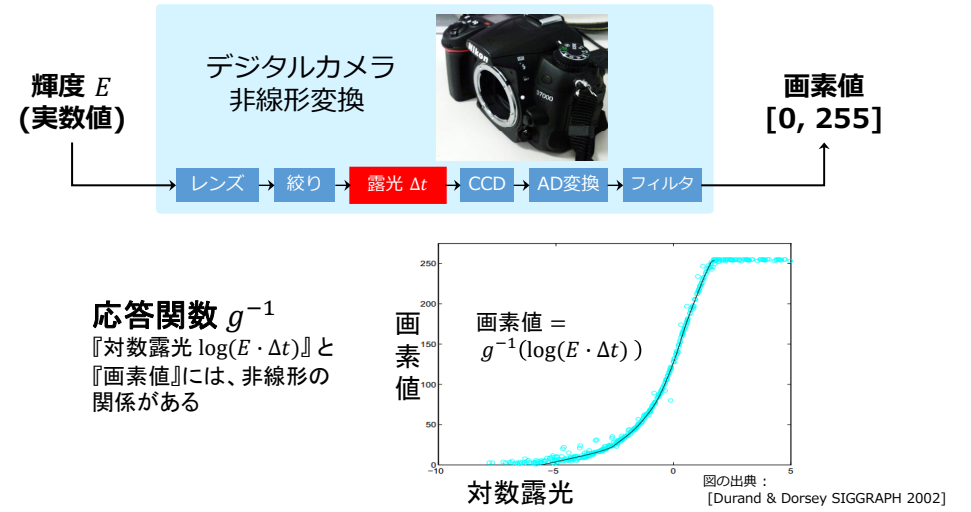 デジタルカメラ
非線形変換
Nikon
D7000
輝度 E
(実数値)
画素値
[0, 255]
レンズ
絞り
露光 Δt
CCD
AD変換
フィルタ
応答関数 g⁻¹
『対数露光 log(E · Δt)』と
『画素値』には、非線形の
関係がある
画素値
画素値 =
g⁻¹(log(E · Δt) )
250
200
150
100
50
0
-10
-5
0
5
対数露光
図の出典：
[Durand & Dorsey SIGGRAPH 2002]